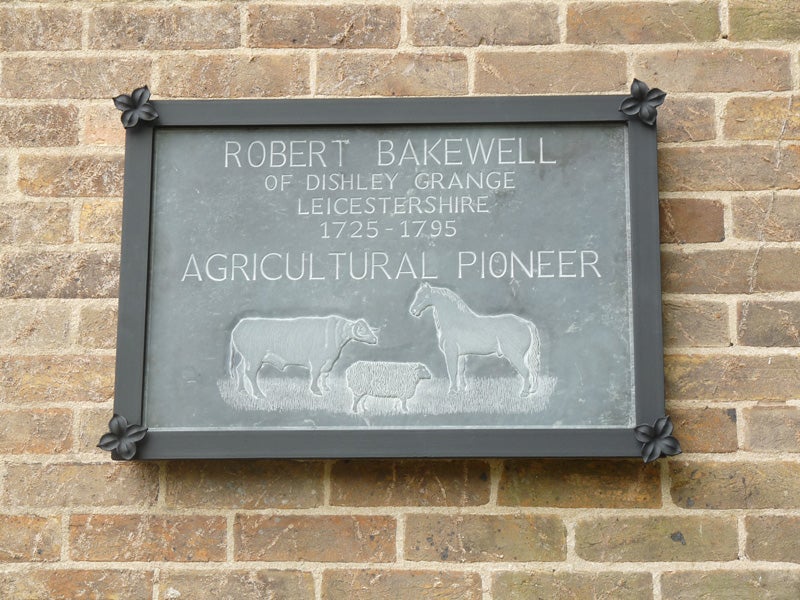 ROBERT BAKEWELL
OF DISHLEY GRANGE
LEICESTERSHIRE
1725-1795
AGRICULTURAL PIONEER